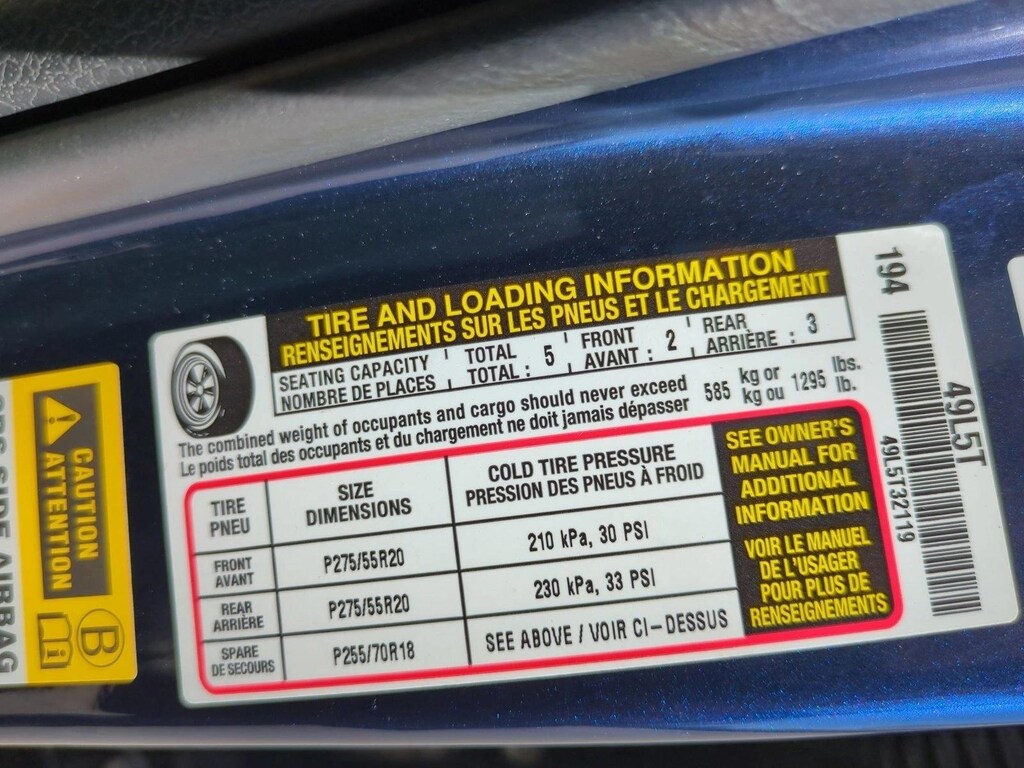 TIRE AND LOADING INFORMATION
RENSEIGNEMENTS SUR LES PNEUS ET LE CHARGEMENT
SEATING CAPACITY TOTAL FRONT REAR
NOMBRE DE PLACES TOTAL : 5 AVANT : 2 ARRIÈRE : 3
The combined weight of occupants and cargo should never exceed 585 kg or 1295 lbs.
Le poids total des occupants et du chargement ne doit jamais dépasser kg ou lb.
TIRE
PNEU
SIZE
DIMENSIONS
COLD TIRE PRESSURE
PRESSION DES PNEUS À FROID
FRONT
AVANT
P275/55R20
210 kPa, 30 PSI
REAR
ARRIÈRE
P275/55R20
230 kPa, 33 PSI
SPARE
DE SECOURS
P255/70R18
SEE ABOVE / VOIR CI-DESSUS
SEE OWNER'S
MANUAL FOR
ADDITIONAL
INFORMATION
VOIR LE MANUEL
DE L'USAGER
POUR PLUS DE
RENSEIGNEMENTS
194
49L5T
49L5T32119
CAUTION
ATTENTION
B
SIDE AIRBAG